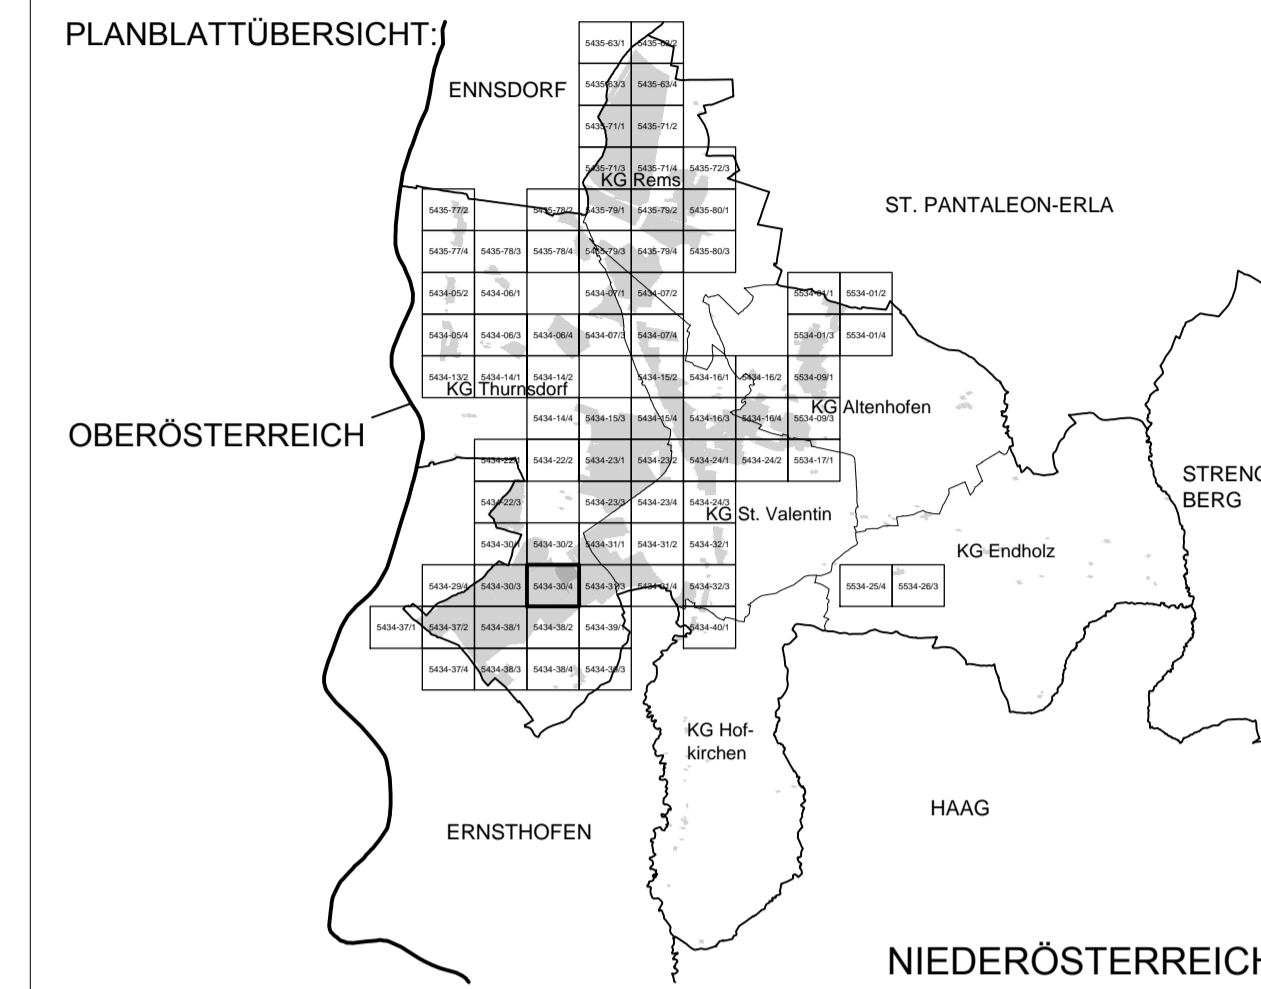 PLANBLATTÜBERSICHT:
5435-63/1 5435-63/2
ENNSDORF
5435-63/3 5435-63/4
5435-71/1 5435-71/2
5435-71/3 5435-71/4 5435-72/3
KG Rems
ST. PANTALEON-ERLA
5435-77/2 5435-78/2 5435-79/1 5435-79/2 5435-80/1
5435-77/4 5435-78/3 5435-78/4 5435-79/3 5435-79/4 5435-80/3
5434-05/2 5434-06/1 5434-07/1 5434-07/2 5534-01/1 5534-01/2
5434-05/4 5434-06/3 5434-06/4 5434-07/3 5434-07/4 5534-01/3 5534-01/4
5434-13/2 5434-14/1 5434-14/2 5434-15/2 5434-16/1 5434-16/2 5534-09/1
KG Thurnsdorf
KG Altenhofen
5434-14/4 5434-15/3 5434-15/4 5434-16/3 5434-16/4 5534-09/3
OBERÖSTERREICH
5434-22/1 5434-22/2 5434-23/1 5434-23/2 5434-24/1 5434-24/2 5534-17/1
STRENG
BERG
5434-22/3 5434-23/3 5434-23/4 5434-24/3
KG St. Valentin
5434-30/1 5434-30/2 5434-31/1 5434-31/2 5434-32/1
KG Endholz
5434-29/4 5434-30/3 5434-30/4 5434-31/3 5434-31/4 5434-32/3 5534-25/4 5534-26/3
5434-37/1 5434-37/2 5434-38/1 5434-38/2 5434-39/1 5434-40/1
5434-37/4 5434-38/3 5434-38/4 5434-39/3
KG Hof-
kirchen
HAAG
ERNSTHOFEN
NIEDERÖSTERREICH